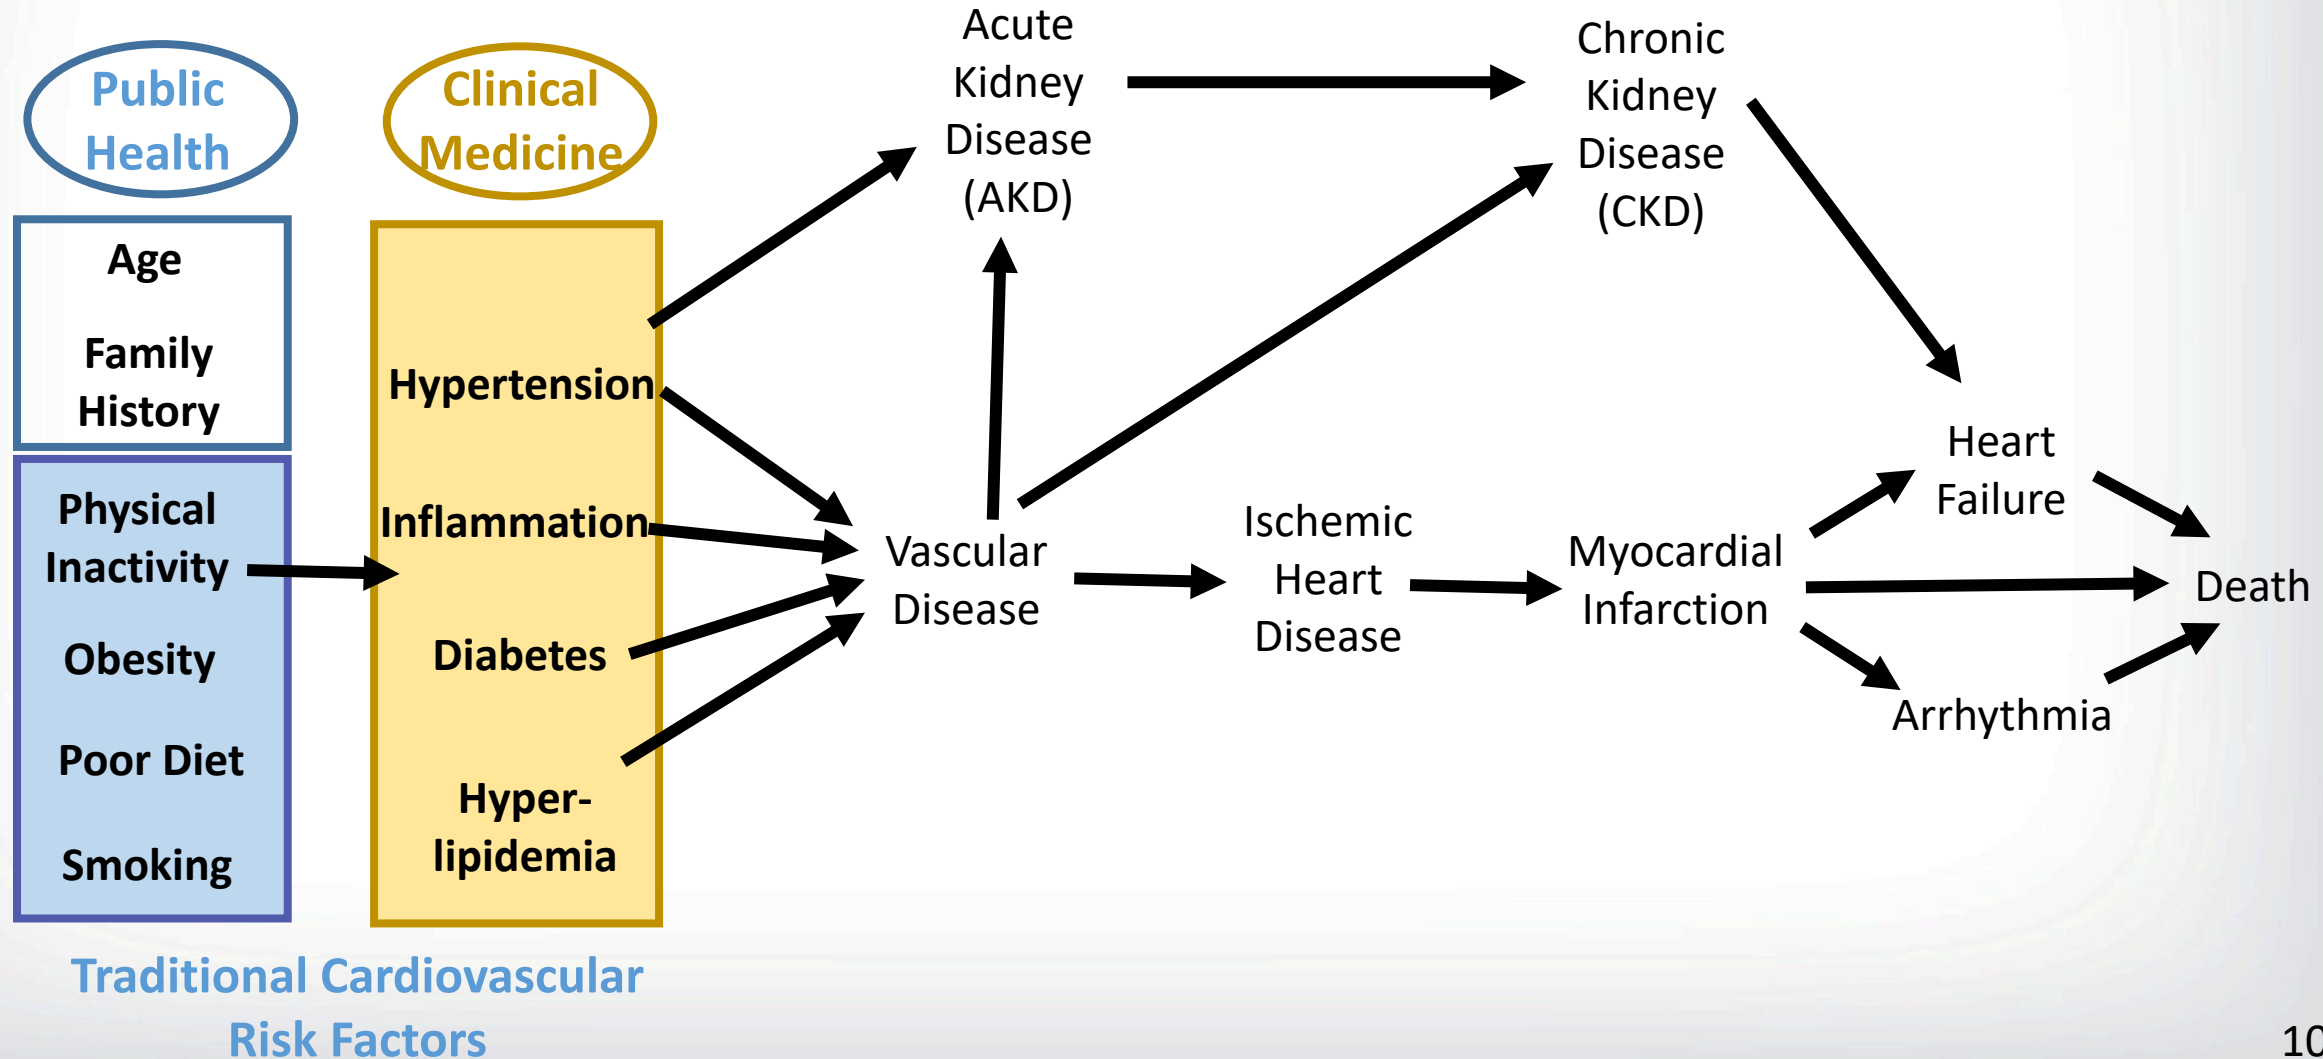 Public
Health
Clinical
Medicine
Age
Family
History
Physical
Inactivity
Obesity
Poor Diet
Smoking
Hypertension
Inflammation
Diabetes
Hyper-
lipidemia
Traditional Cardiovascular
Risk Factors
Acute
Kidney
Disease
(AKD)
Chronic
Kidney
Disease
(CKD)
Vascular
Disease
Ischemic
Heart
Disease
Myocardial
Infarction
Heart
Failure
Arrhythmia
Death
10